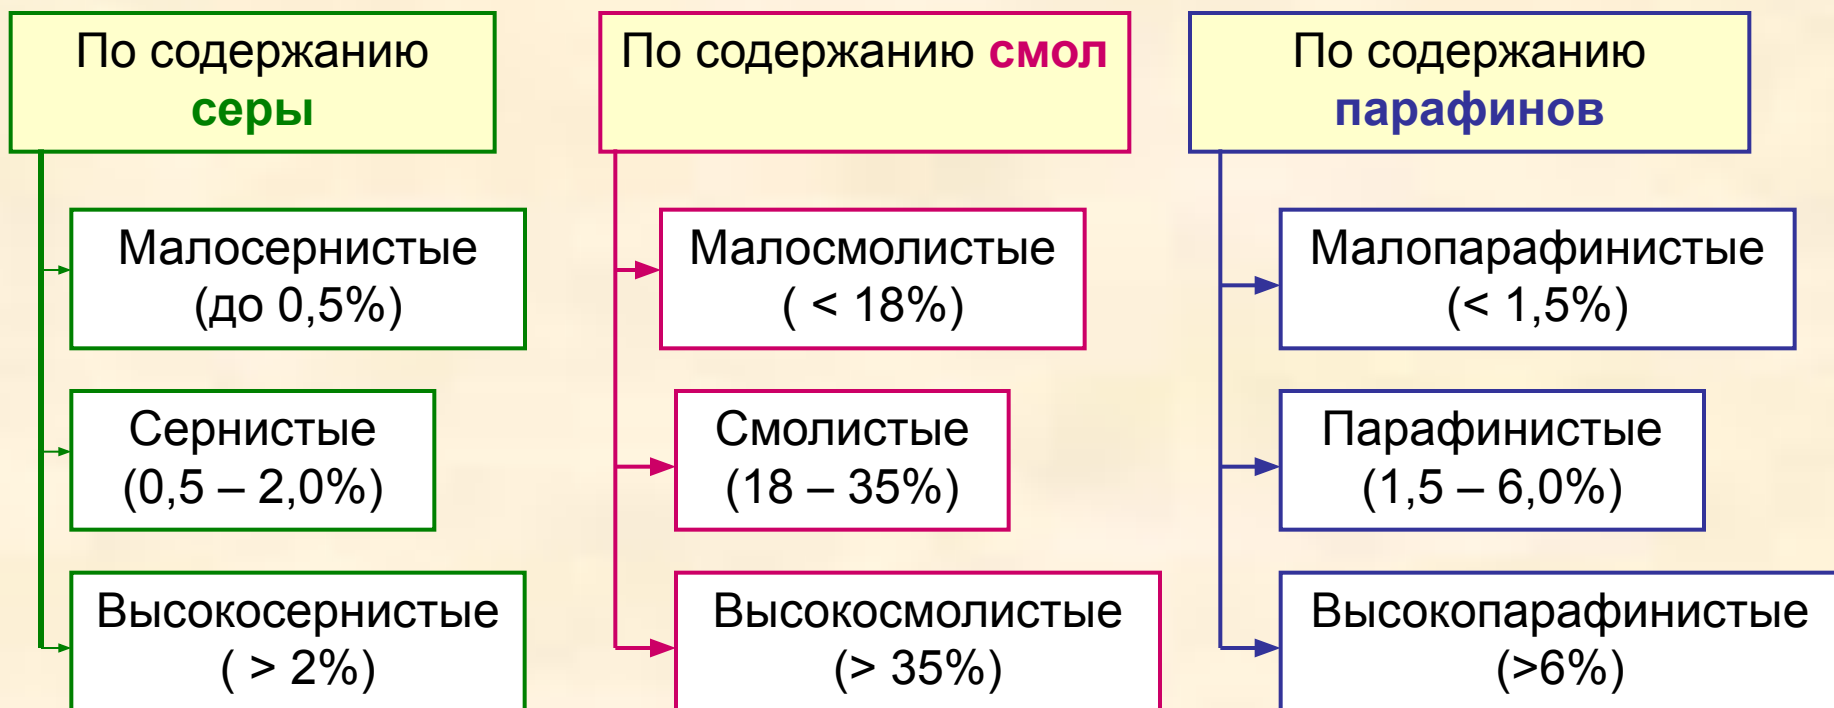 По содержанию
серы
Малосернистые
(до 0,5%)
Сернистые
(0,5 – 2,0%)
Высокосернистые
( > 2%)
По содержанию смол
Малосмолистые
( < 18%)
Смолистые
(18 – 35%)
Высокосмолистые
(> 35%)
По содержанию
парафинов
Малопарафинистые
(< 1,5%)
Парафинистые
(1,5 – 6,0%)
Высокопарафинистые
(>6%)